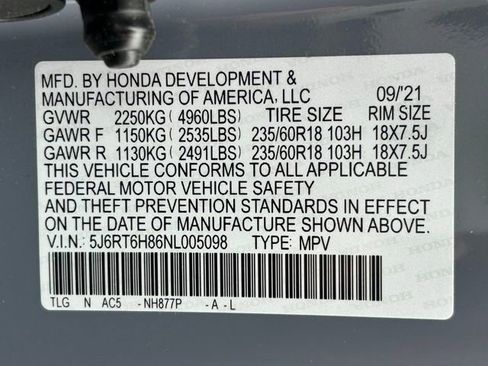 MFD. BY HONDA DEVELOPMENT &
MANUFACTURING OF AMERICA, LLC 09/'21
GVWR 2250KG( 4960LBS) TIRE SIZE RIM SIZE
GAWR F 1150KG( 2535LBS) 235/60R18 103H 18X7.5J
GAWR R 1130KG( 2491LBS) 235/60R18 103H 18X7.5J
THIS VEHICLE CONFORMS TO ALL APPLICABLE
FEDERAL MOTOR VEHICLE SAFETY
AND THEFT PREVENTION STANDARDS IN EFFECT
ON THE DATE OF MANUFACTURE SHOWN ABOVE.
V.I.N.: 5J6RT6H86NL005098 TYPE: MPV
TLG N AC5 -NH877P -A-L